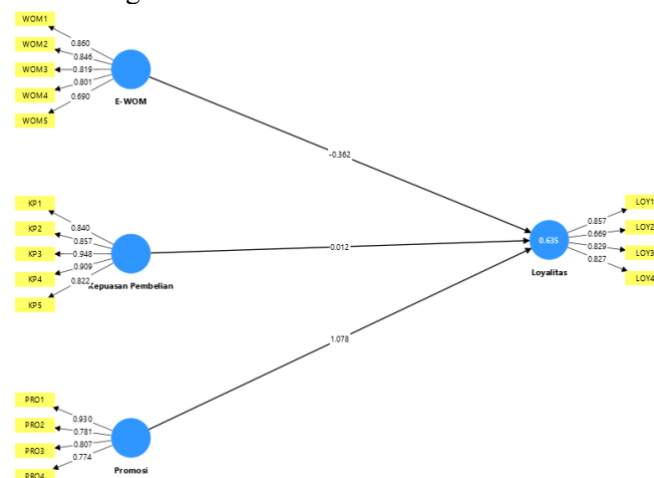 WOM1
WOM2
WOM3
WOM4
WOM5
0.860
0.846
0.819
0.801
0.690
E-WOM
-0.362
KP1
KP2
KP3
KP4
KP5
0.840
0.857
0.948
0.909
0.822
Kepuasan Pembelian
0.012
PRO1
PRO2
PRO3
PRO4
0.930
0.781
0.807
0.774
Promosi
1.078
0.635
Loyalitas
0.857
0.669
0.829
0.827
LOY1
LOY2
LOY3
LOY4